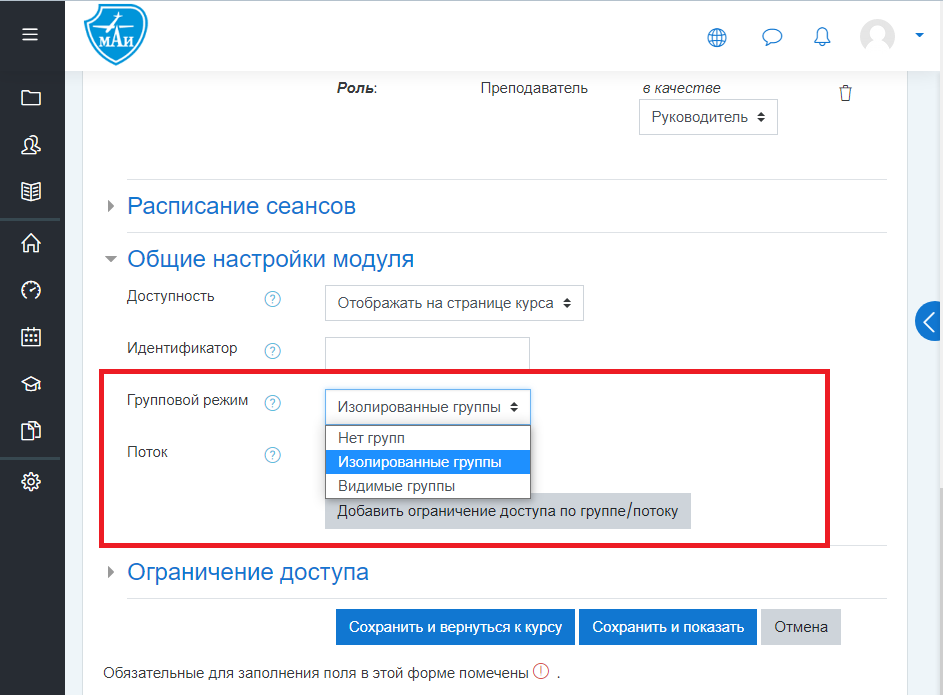 МАИ
Роль: Преподаватель в качестве
Руководитель
Расписание сеансов
Общие настройки модуля
Доступность ? Отображать на странице курса
Идентификатор ?
Групповой режим ? Изолированные группы
Нет групп
Поток ? Изолированные группы
Видимые группы
Добавить ограничение доступа по группе/потоку
Ограничение доступа
Сохранить и вернуться к курсу Сохранить и показать Отмена
Обязательные для заполнения поля в этой форме помечены ! .